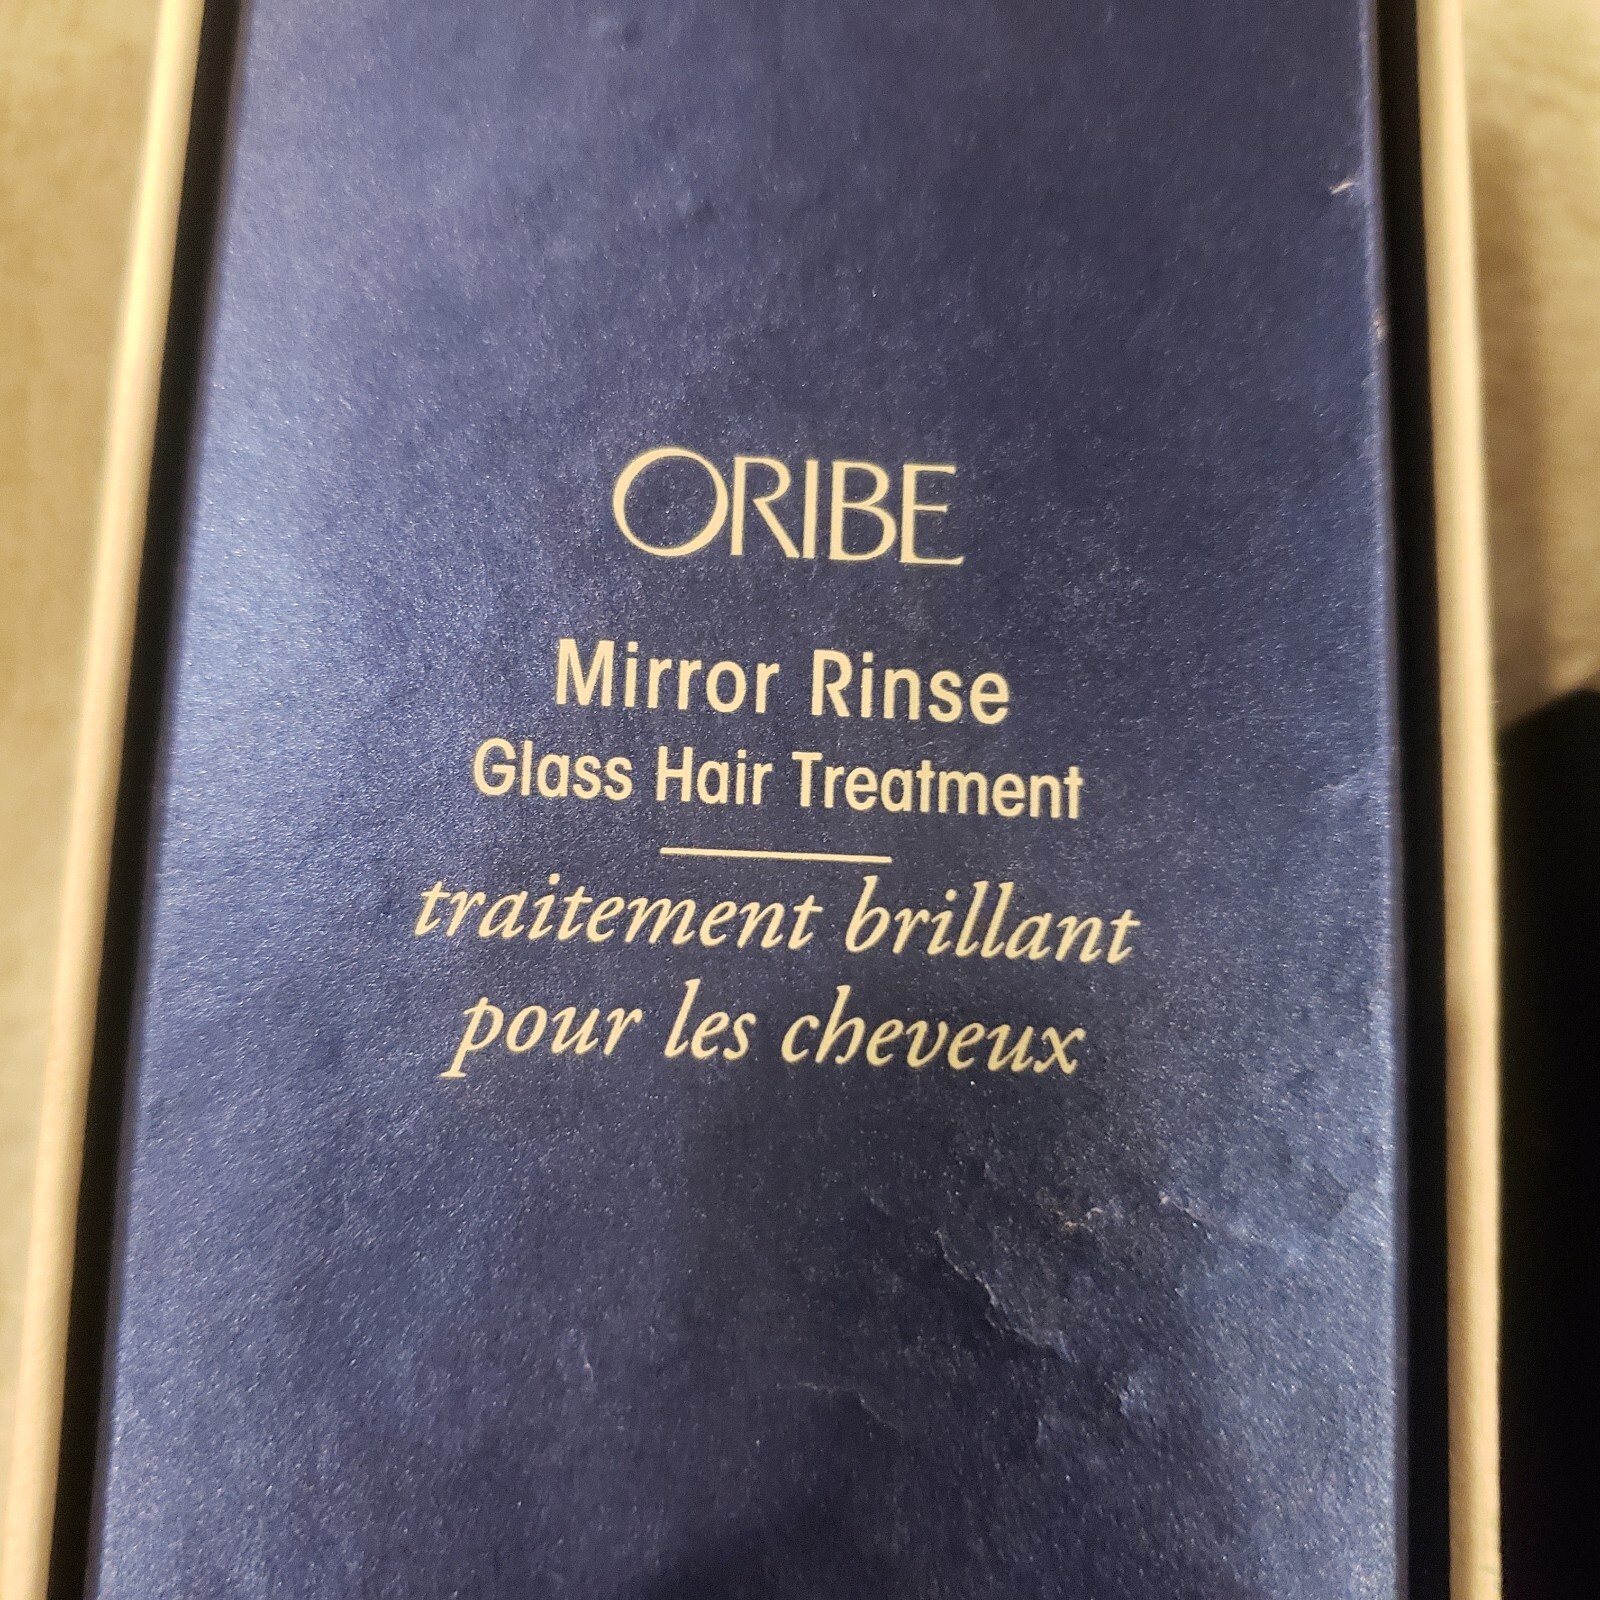 ORIBE
Mirror Rinse
Glass Hair Treatment
traitement brillant
pour les cheveux